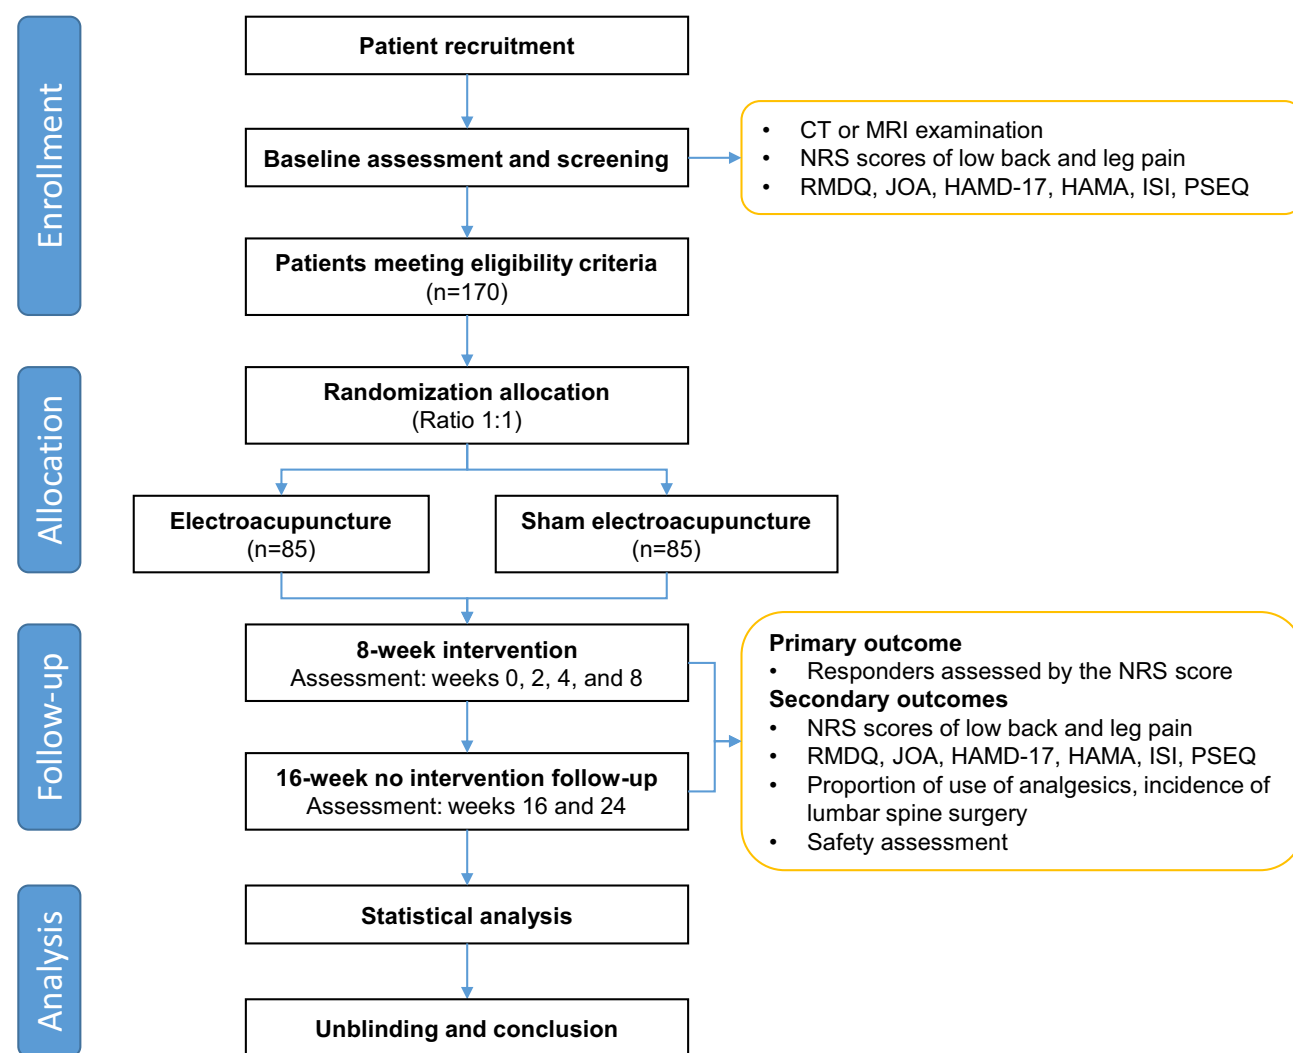 Enrollment
Patient recruitment
Baseline assessment and screening
• CT or MRI examination
• NRS scores of low back and leg pain
• RMDQ, JOA, HAMD-17, HAMA, ISI, PSEQ
Patients meeting eligibility criteria
(n=170)
Allocation
Randomization allocation
(Ratio 1:1)
Electroacupuncture
(n=85)
Sham electroacupuncture
(n=85)
Follow-up
8-week intervention
Assessment: weeks 0, 2, 4, and 8
16-week no intervention follow-up
Assessment: weeks 16 and 24
Primary outcome
• Responders assessed by the NRS score
Secondary outcomes
• NRS scores of low back and leg pain
• RMDQ, JOA, HAMD-17, HAMA, ISI, PSEQ
• Proportion of use of analgesics, incidence of
lumbar spine surgery
• Safety assessment
Analysis
Statistical analysis
Unblinding and conclusion